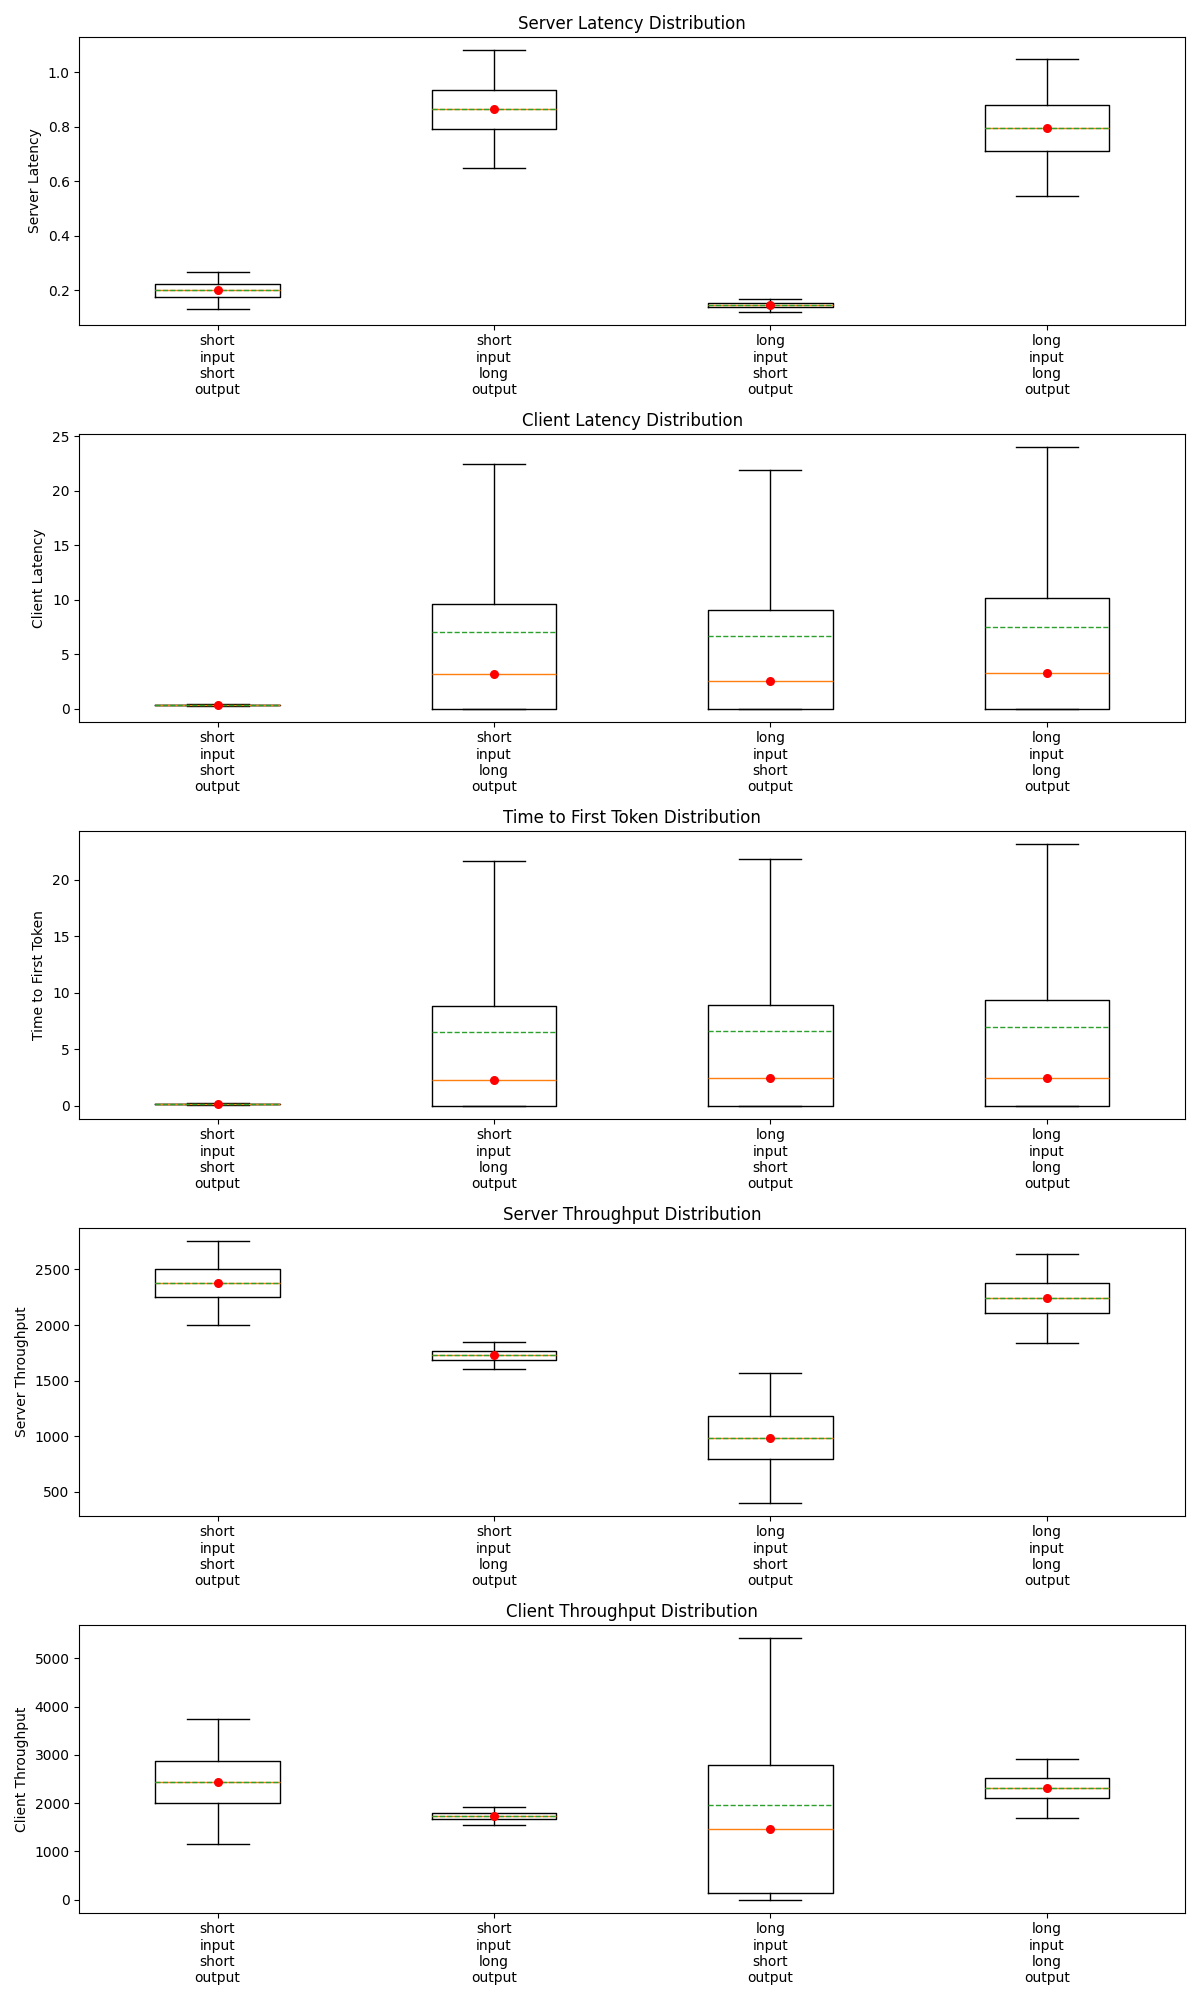 Server Latency Distribution
1.0
0.8
0.6
0.4
0.2
Server Latency
short
input
short
output
short
input
long
output
long
input
short
output
long
input
long
output
Client Latency Distribution
25
20
15
10
5
0
Client Latency
short
input
short
output
short
input
long
output
long
input
short
output
long
input
long
output
Time to First Token Distribution
20
15
10
5
0
Time to First Token
short
input
short
output
short
input
long
output
long
input
short
output
long
input
long
output
Server Throughput Distribution
2500
2000
1500
1000
500
Server Throughput
short
input
short
output
short
input
long
output
long
input
short
output
long
input
long
output
Client Throughput Distribution
5000
4000
3000
2000
1000
0
Client Throughput
short
input
short
output
short
input
long
output
long
input
short
output
long
input
long
output